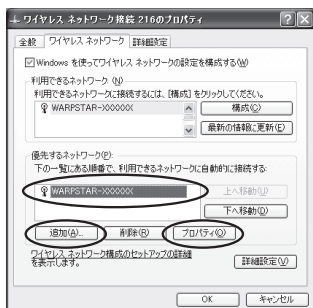 ワイヤレス ネットワーク接続 216のプロパティ
全般 ワイヤレス ネットワーク 詳細設定
Windows を使ってワイヤレス ネットワークの設定を構成する(W)
利用できるネットワーク (N)
利用できるネットワークに接続するには、[構成] をクリックしてください。
WARPSTAR-XXXXXX
構成(C)
最新の情報に更新(E)
優先するネットワーク(P):
下の一覧にある順番で、利用できるネットワークに自動的に接続する:
WARPSTAR-XXXXXX
上へ移動(U)
下へ移動(D)
追加(A)...
削除(R)
プロパティ(O)
ワイヤレス ネットワーク構成のセットアップの詳細
を表示します。
詳細設定(V)
OK
キャンセル